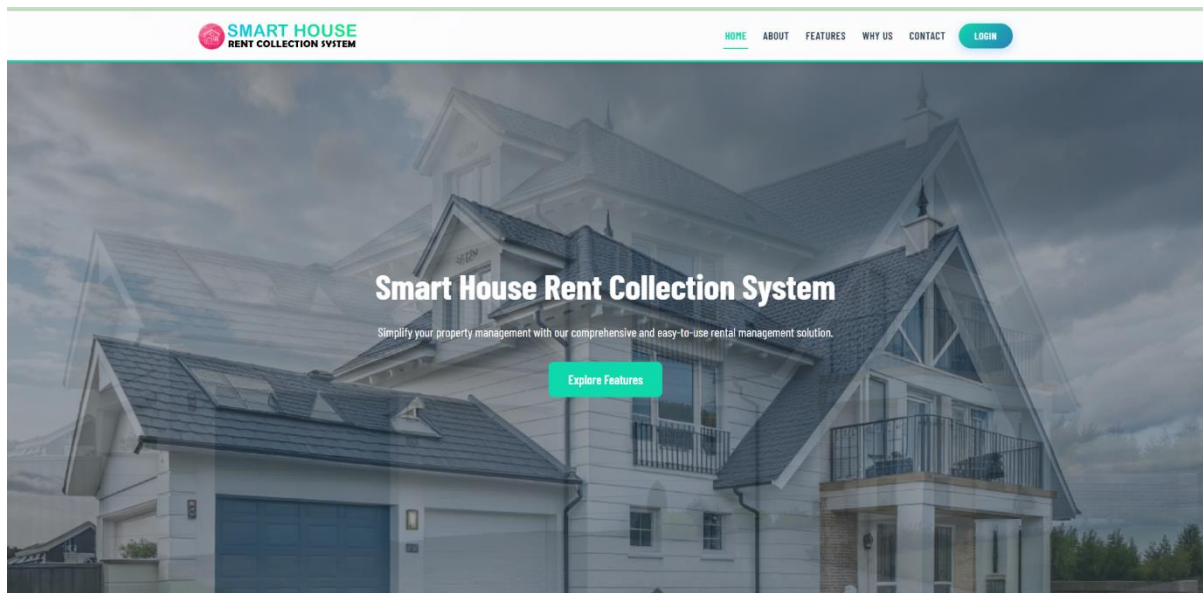 SMART HOUSE
RENT COLLECTION SYSTEM
HOME ABOUT FEATURES WHY US CONTACT LOGIN
Smart House Rent Collection System
Simplify your property management with our comprehensive and easy-to-use rental management solution.
Explore Features